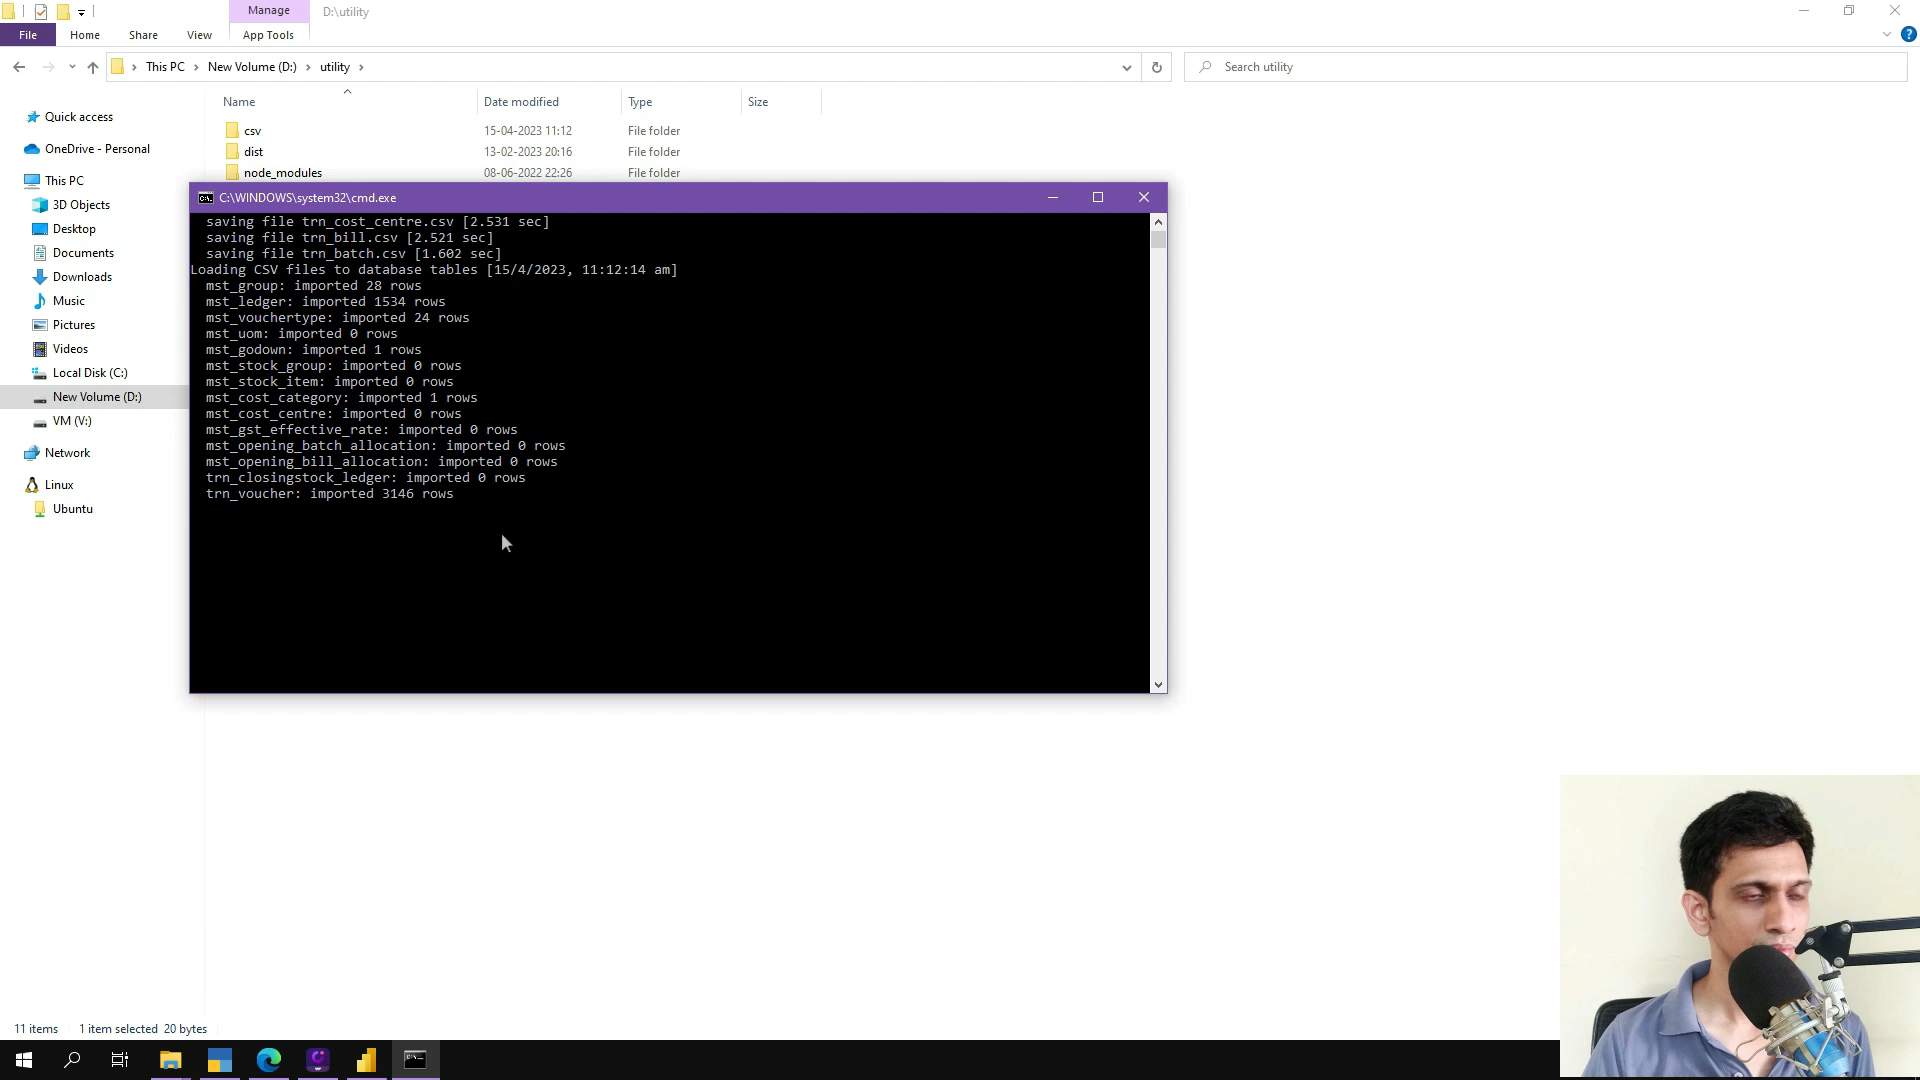 Manage
D:\utility
File
Home
Share
View
App Tools
This PC
New Volume (D:)
utility
Search utility
Name
Date modified
Type
Size
Quick access
OneDrive - Personal
This PC
3D Objects
Desktop
Documents
Downloads
Music
Pictures
Videos
Local Disk (C:)
New Volume (D:)
VM (V:)
Network
Linux
Ubuntu
csv 15-04-2023 11:12 File folder
dist 13-02-2023 20:16 File folder
node_modules 08-06-2022 22:26 File folder
C:\WINDOWS\system32\cmd.exe
saving file trn_cost_centre.csv [2.531 sec]
saving file trn_bill.csv [2.521 sec]
saving file trn_batch.csv [1.602 sec]
Loading CSV files to database tables [15/4/2023, 11:12:14 am]
mst_group: imported 28 rows
mst_ledger: imported 1534 rows
mst_vouchertype: imported 24 rows
mst_uom: imported 0 rows
mst_godown: imported 1 rows
mst_stock_group: imported 0 rows
mst_stock_item: imported 0 rows
mst_cost_category: imported 1 rows
mst_cost_centre: imported 0 rows
mst_gst_effective_rate: imported 0 rows
mst_opening_batch_allocation: imported 0 rows
mst_opening_bill_allocation: imported 0 rows
trn_closingstock_ledger: imported 0 rows
trn_voucher: imported 3146 rows
11 items 1 item selected 20 bytes